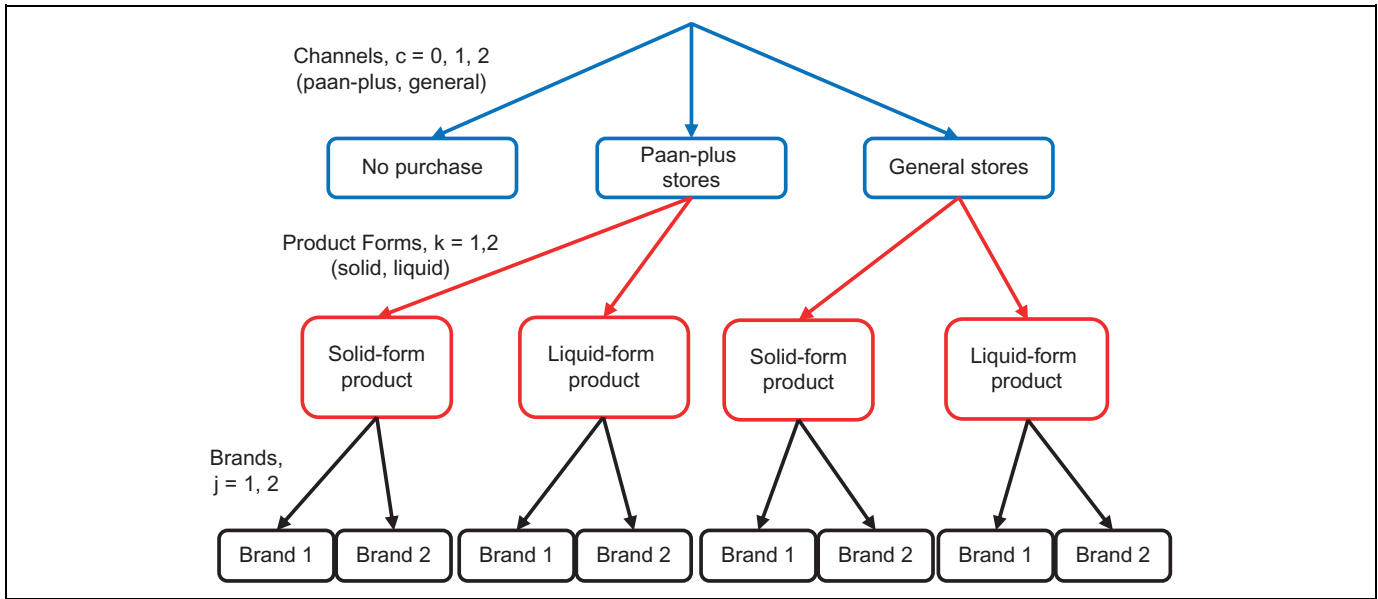 Channels, c = 0, 1, 2
(paan-plus, general)
No purchase
Paan-plus
stores
General stores
Product Forms, k = 1,2
(solid, liquid)
Solid-form
product
Liquid-form
product
Solid-form
product
Liquid-form
product
Brands,
j = 1, 2
Brand 1
Brand 2
Brand 1
Brand 2
Brand 1
Brand 2
Brand 1
Brand 2